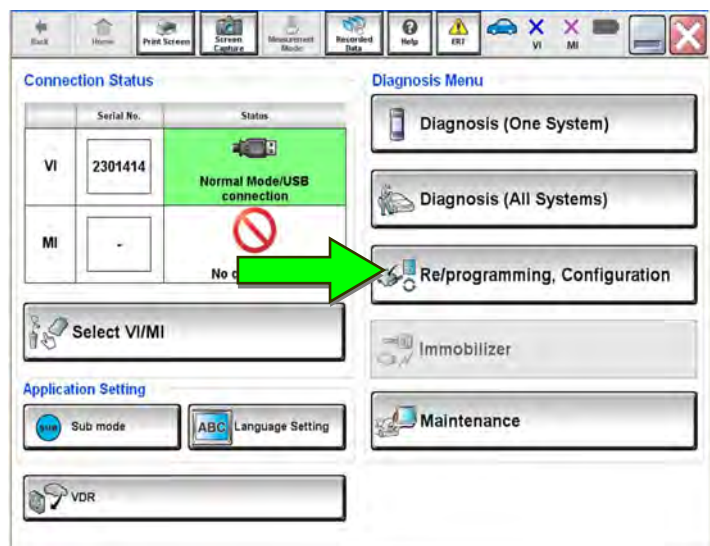 Back
Home
Print Screen
Screen
Capture
Measurement
Mode
Recorded
Data
Help
ERT
VI
MI
Connection Status
Serial No.
Status
VI
2301414
Normal Mode/USB
connection
MI
-
Select VI/MI
Application Setting
sub
Sub mode
ABC
Language Setting
VDR
Diagnosis Menu
Diagnosis (One System)
Diagnosis (All Systems)
Re/programming, Configuration
Immobilizer
Maintenance